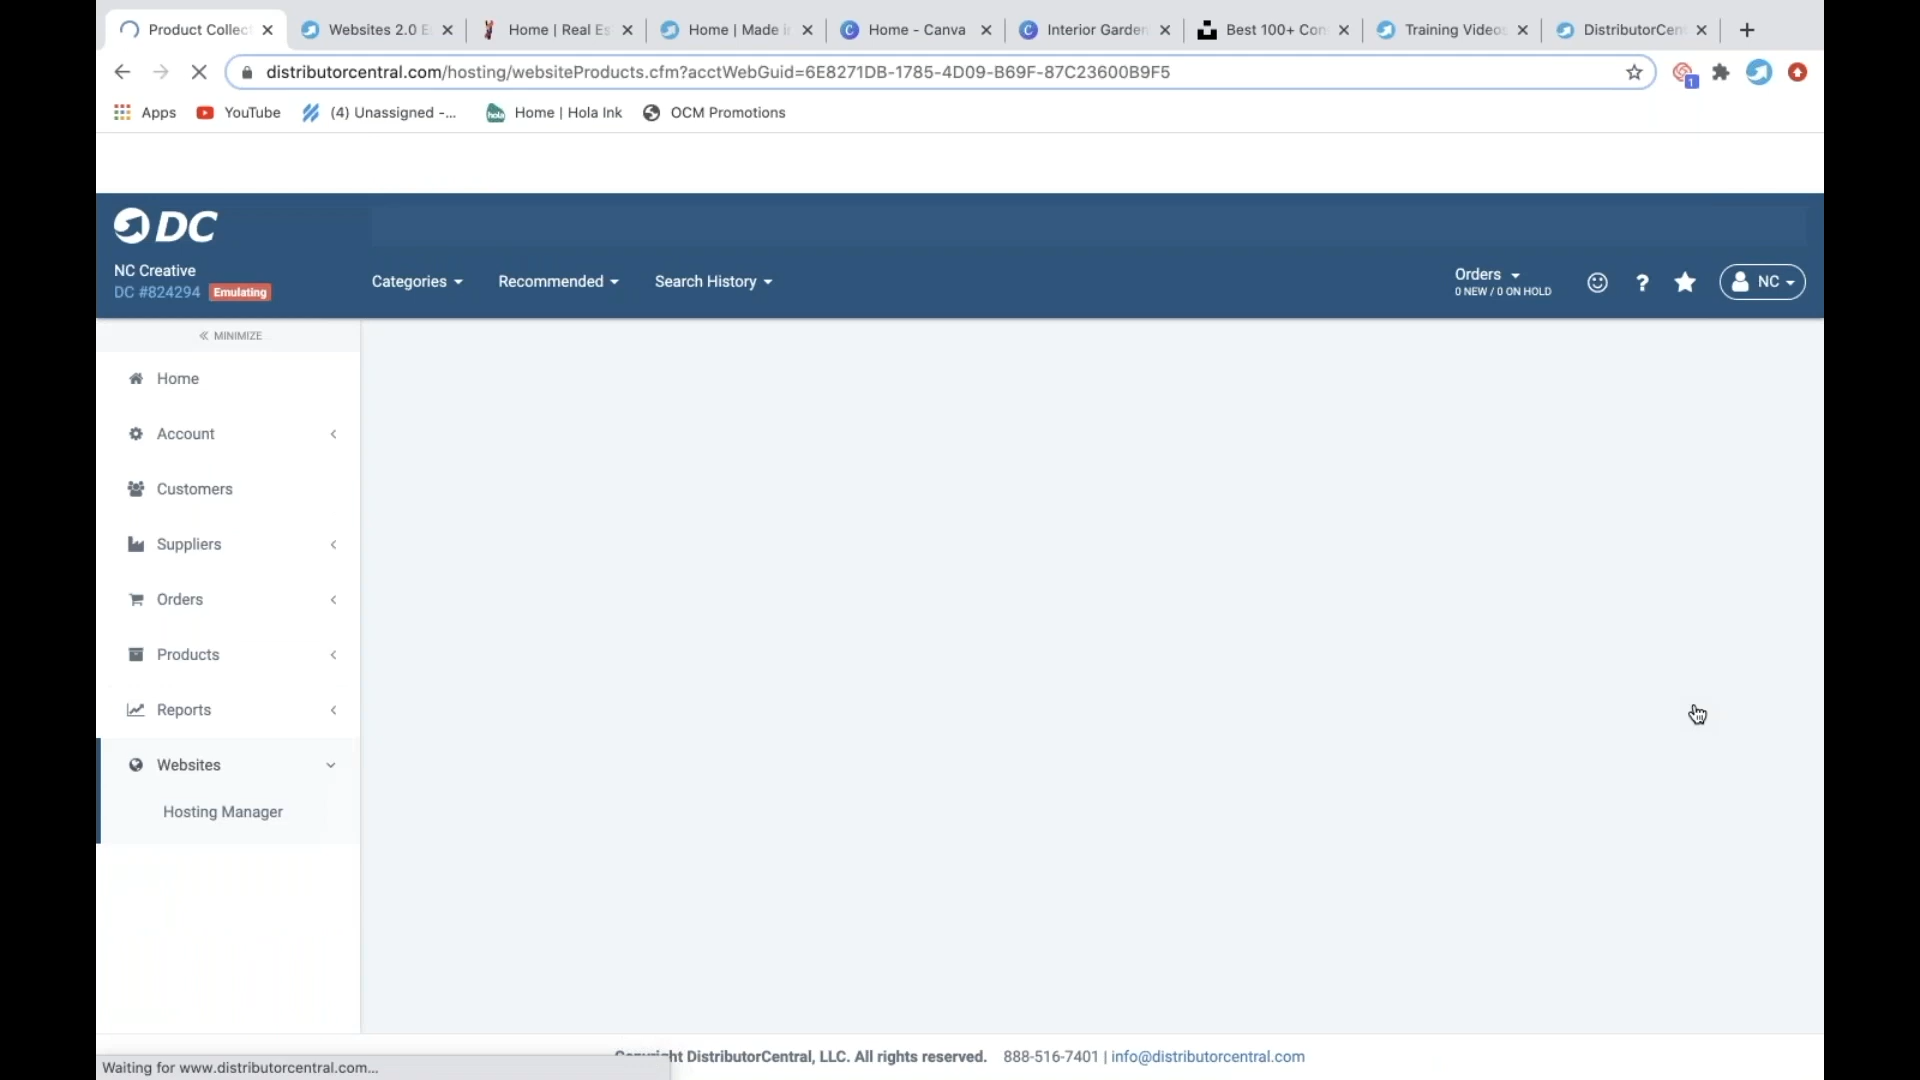 Product Collec
Websites 2.0 E
Home | Real Es
Home | Made i
Home - Canva
Interior Garden
Best 100+ Con
Training Videos
DistributorCen
distributorcentral.com/hosting/websiteProducts.cfm?acctWebGuid=6E8271DB-1785-4D09-B69F-87C23600B9F5
1
Apps
YouTube
(4) Unassigned -...
hola
Home | Hola Ink
OCM Promotions
DC
NC Creative
DC #824294 Emulating
Categories
Recommended
Search History
Orders
0 NEW / 0 ON HOLD
?
NC
MINIMIZE
Home
Account
Customers
Suppliers
Orders
Products
Reports
Websites
Hosting Manager
Copyright DistributorCentral, LLC. All rights reserved. 888-516-7401 | info@distributorcentral.com
Waiting for www.distributorcentral.com...